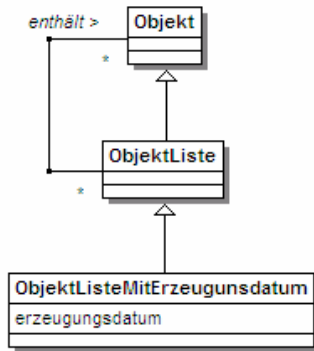 enthält >
Objekt
*
ObjektListe
*
ObjektListeMitErzeugunsdatum
erzeugungsdatum